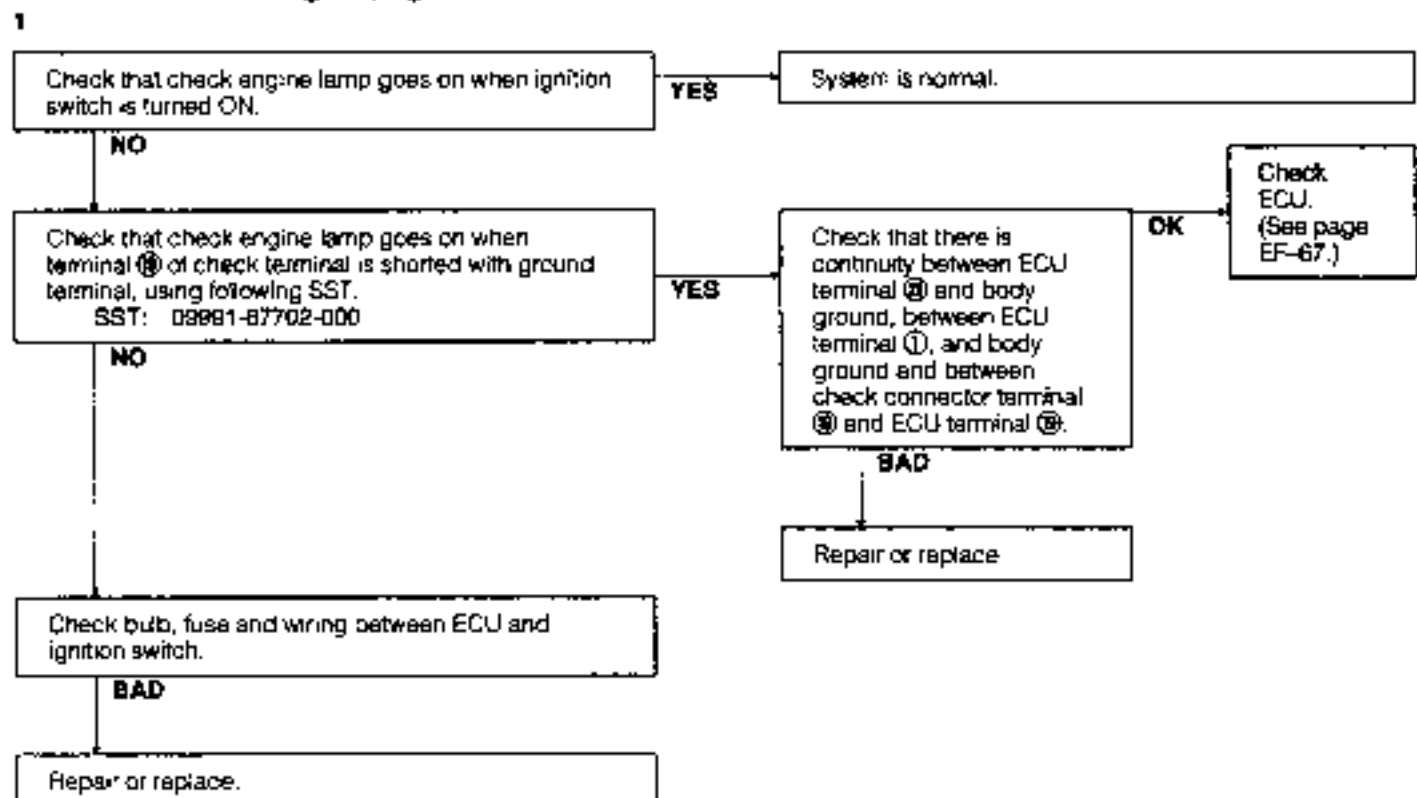 1
Check that check engine lamp goes on when ignition
switch is turned ON.
YES
System is normal.
NO
Check that check engine lamp goes on when
terminal of check terminal is shorted with ground
terminal, using following SST.
SST: 09991-87702-000
YES
Check that there is
continuity between ECU
terminal and body
ground, between ECU
terminal ①, and body
ground and between
check connector terminal
and ECU terminal
OK
Check
ECU.
(See page
EF-67.)
NO
BAD
Repair or replace
Check bulb, fuse and wiring between ECU and
ignition switch.
BAD
Repair or replace.